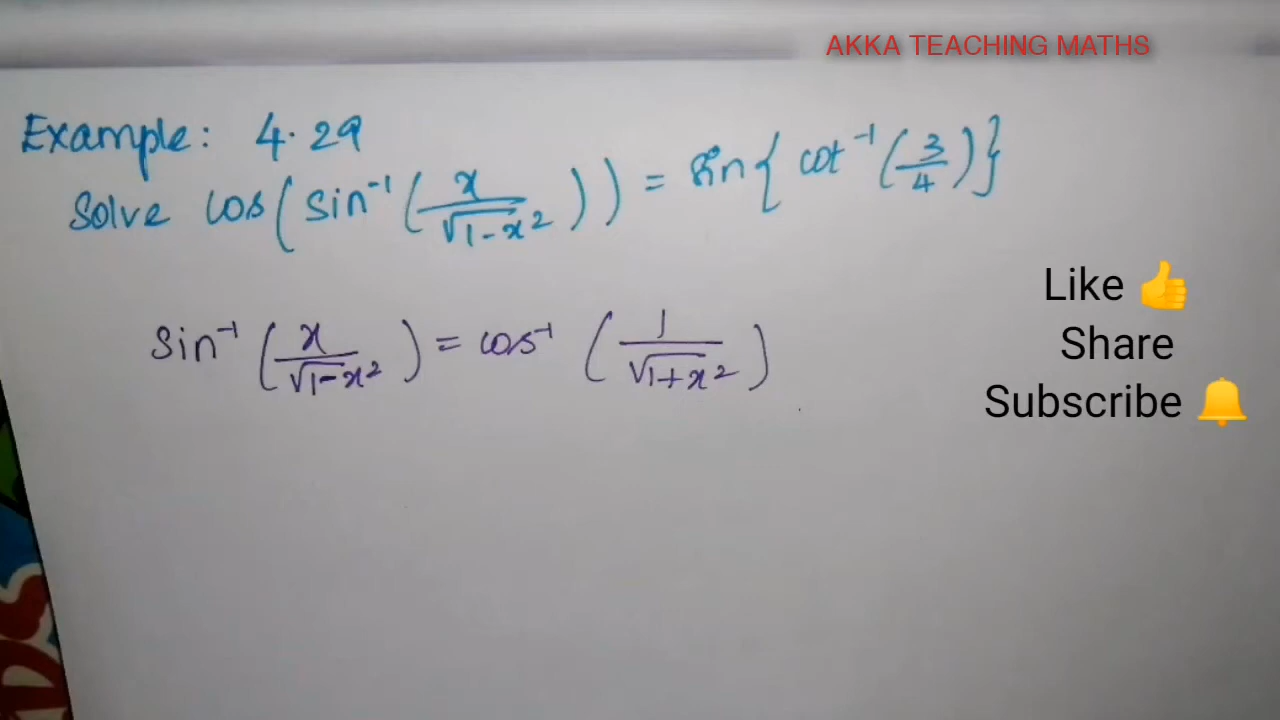 AKKA TEACHING MATHS
Example: 4.29
Solve cos(sin⁻¹(x/√1-x²)) = sin{cot⁻¹(3/4)}
Sin⁻¹(x/√1-x²) = cos⁻¹(1/√1+x²)
Like 👍
Share
Subscribe 🔔
DS